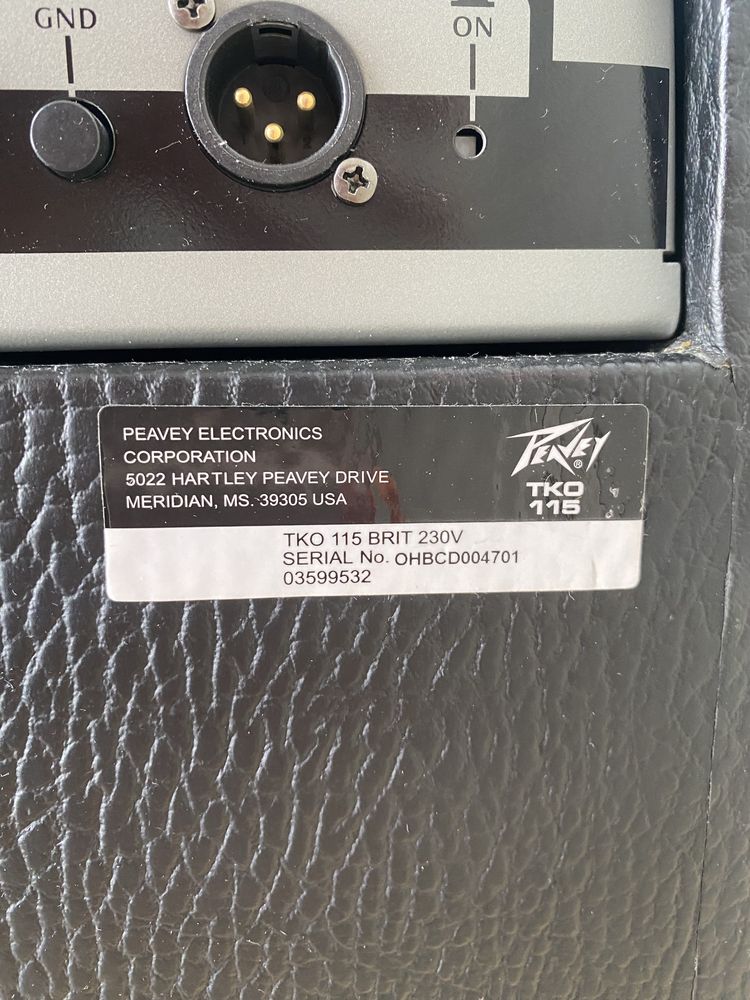 GND
ON
PEAVEY ELECTRONICS
CORPORATION
5022 HARTLEY PEAVEY DRIVE
MERIDIAN, MS. 39305 USA
PEAVEY®
TKO
115
TKO 115 BRIT 230V
SERIAL No. OHBCD004701
03599532